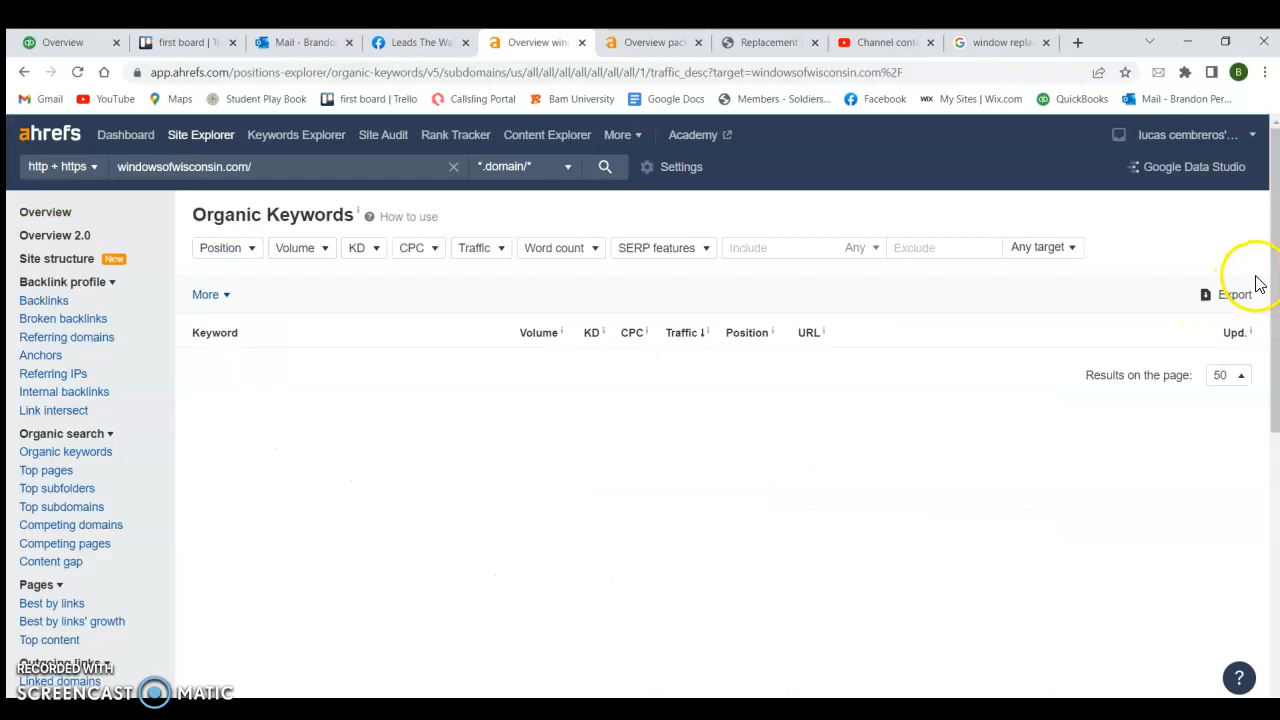 Overview
first board | Tr
Mail - Brando
Leads The Wa
Overview win
Overview pac
Replacement
Channel cont
window repla
app.ahrefs.com/positions-explorer/organic-keywords/v5/subdomains/us/all/all/all/all/all/all/all/1/traffic_desc?target=windowsofwisconsin.com%2F
B
Gmail
YouTube
Maps
Student Play Book
first board | Trello
Callsling Portal
Bam University
Google Docs
Members - Soldiers...
Facebook
WIX My Sites | Wix.com
QuickBooks
Mail - Brandon Per...
ahrefs
Dashboard
Site Explorer
Keywords Explorer
Site Audit
Rank Tracker
Content Explorer
More
Academy
lucas cembreros'...
http + https
windowsofwisconsin.com/
*.domain/*
Settings
Google Data Studio
Overview
Overview 2.0
Site structure New
Backlink profile
Backlinks
Broken backlinks
Referring domains
Anchors
Referring IPs
Internal backlinks
Link intersect
Organic search
Organic keywords
Top pages
Top subfolders
Top subdomains
Competing domains
Competing pages
Content gap
Pages
Best by links
Best by links' growth
Top content
Outgoing links
Linked domains
Organic Keywords i ? How to use
Position
Volume
KD
CPC
Traffic
Word count
SERP features
Include
Any
Exclude
Any target
More
Export
Keyword
Volume i
KD i
CPC i
Traffic ↓ i
Position i
URL i
Upd. i
Results on the page: 50
?
RECORDED WITH
SCREENCAST MATIC